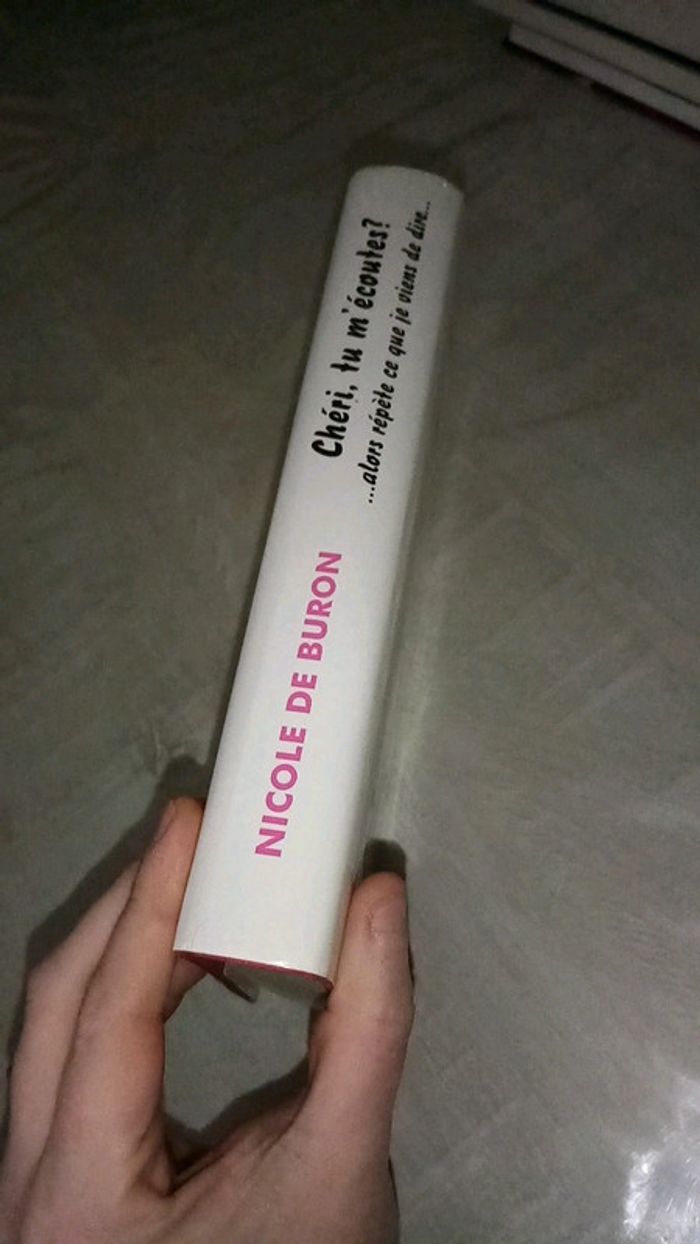 NICOLE DE BURON
Chéri, tu m'écoutes?
...alors répète ce que je viens de dire...